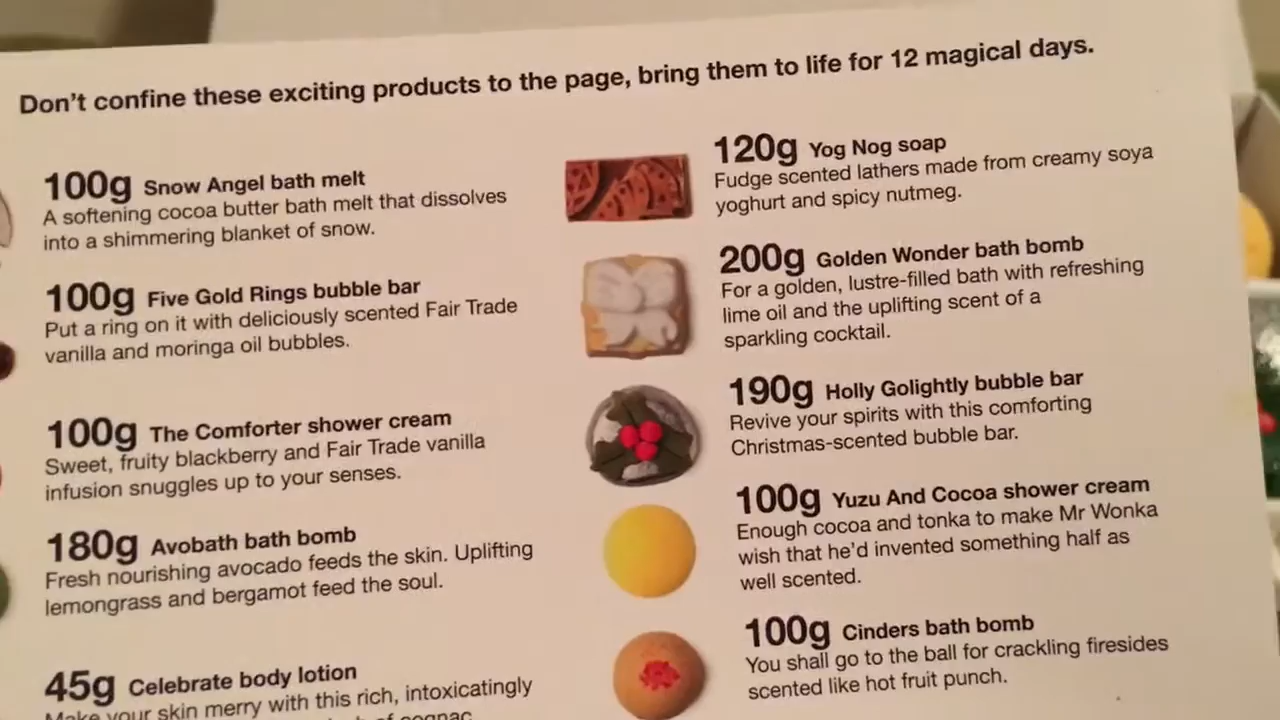 Don't confine these exciting products to the page, bring them to life for 12 magical days.
100g Snow Angel bath melt
A softening cocoa butter bath melt that dissolves
into a shimmering blanket of snow.
100g Five Gold Rings bubble bar
Put a ring on it with deliciously scented Fair Trade
vanilla and moringa oil bubbles.
100g The Comforter shower cream
Sweet, fruity blackberry and Fair Trade vanilla
infusion snuggles up to your senses.
180g Avobath bath bomb
Fresh nourishing avocado feeds the skin. Uplifting
lemongrass and bergamot feed the soul.
45g Celebrate body lotion
Make your skin merry with this rich, intoxicatingly
of cognac
120g Yog Nog soap
Fudge scented lathers made from creamy soya
yoghurt and spicy nutmeg.
200g Golden Wonder bath bomb
For a golden, lustre-filled bath with refreshing
lime oil and the uplifting scent of a
sparkling cocktail.
190g Holly Golightly bubble bar
Revive your spirits with this comforting
Christmas-scented bubble bar.
100g Yuzu And Cocoa shower cream
Enough cocoa and tonka to make Mr Wonka
wish that he'd invented something half as
well scented.
100g Cinders bath bomb
You shall go to the ball for crackling firesides
scented like hot fruit punch.